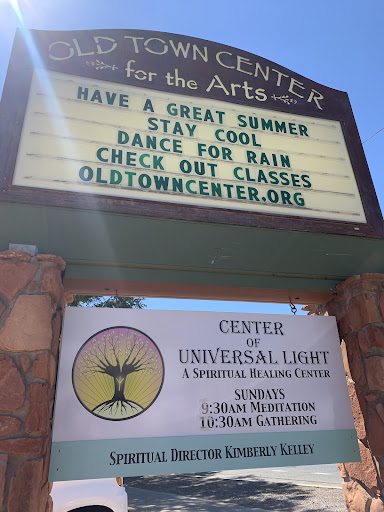 OLD TOWN CENTER
for the Arts
HAVE A GREAT SUMMER
STAY COOL
DANCE FOR RAIN
CHECK OUT CLASSES
OLDTOWNCENTER.ORG
CENTER
OF
UNIVERSAL LIGHT
A SPIRITUAL HEALING CENTER
SUNDAYS
9:30AM MEDITATION
10:30AM GATHERING
SPIRITUAL DIRECTOR KIMBERLY KELLEY